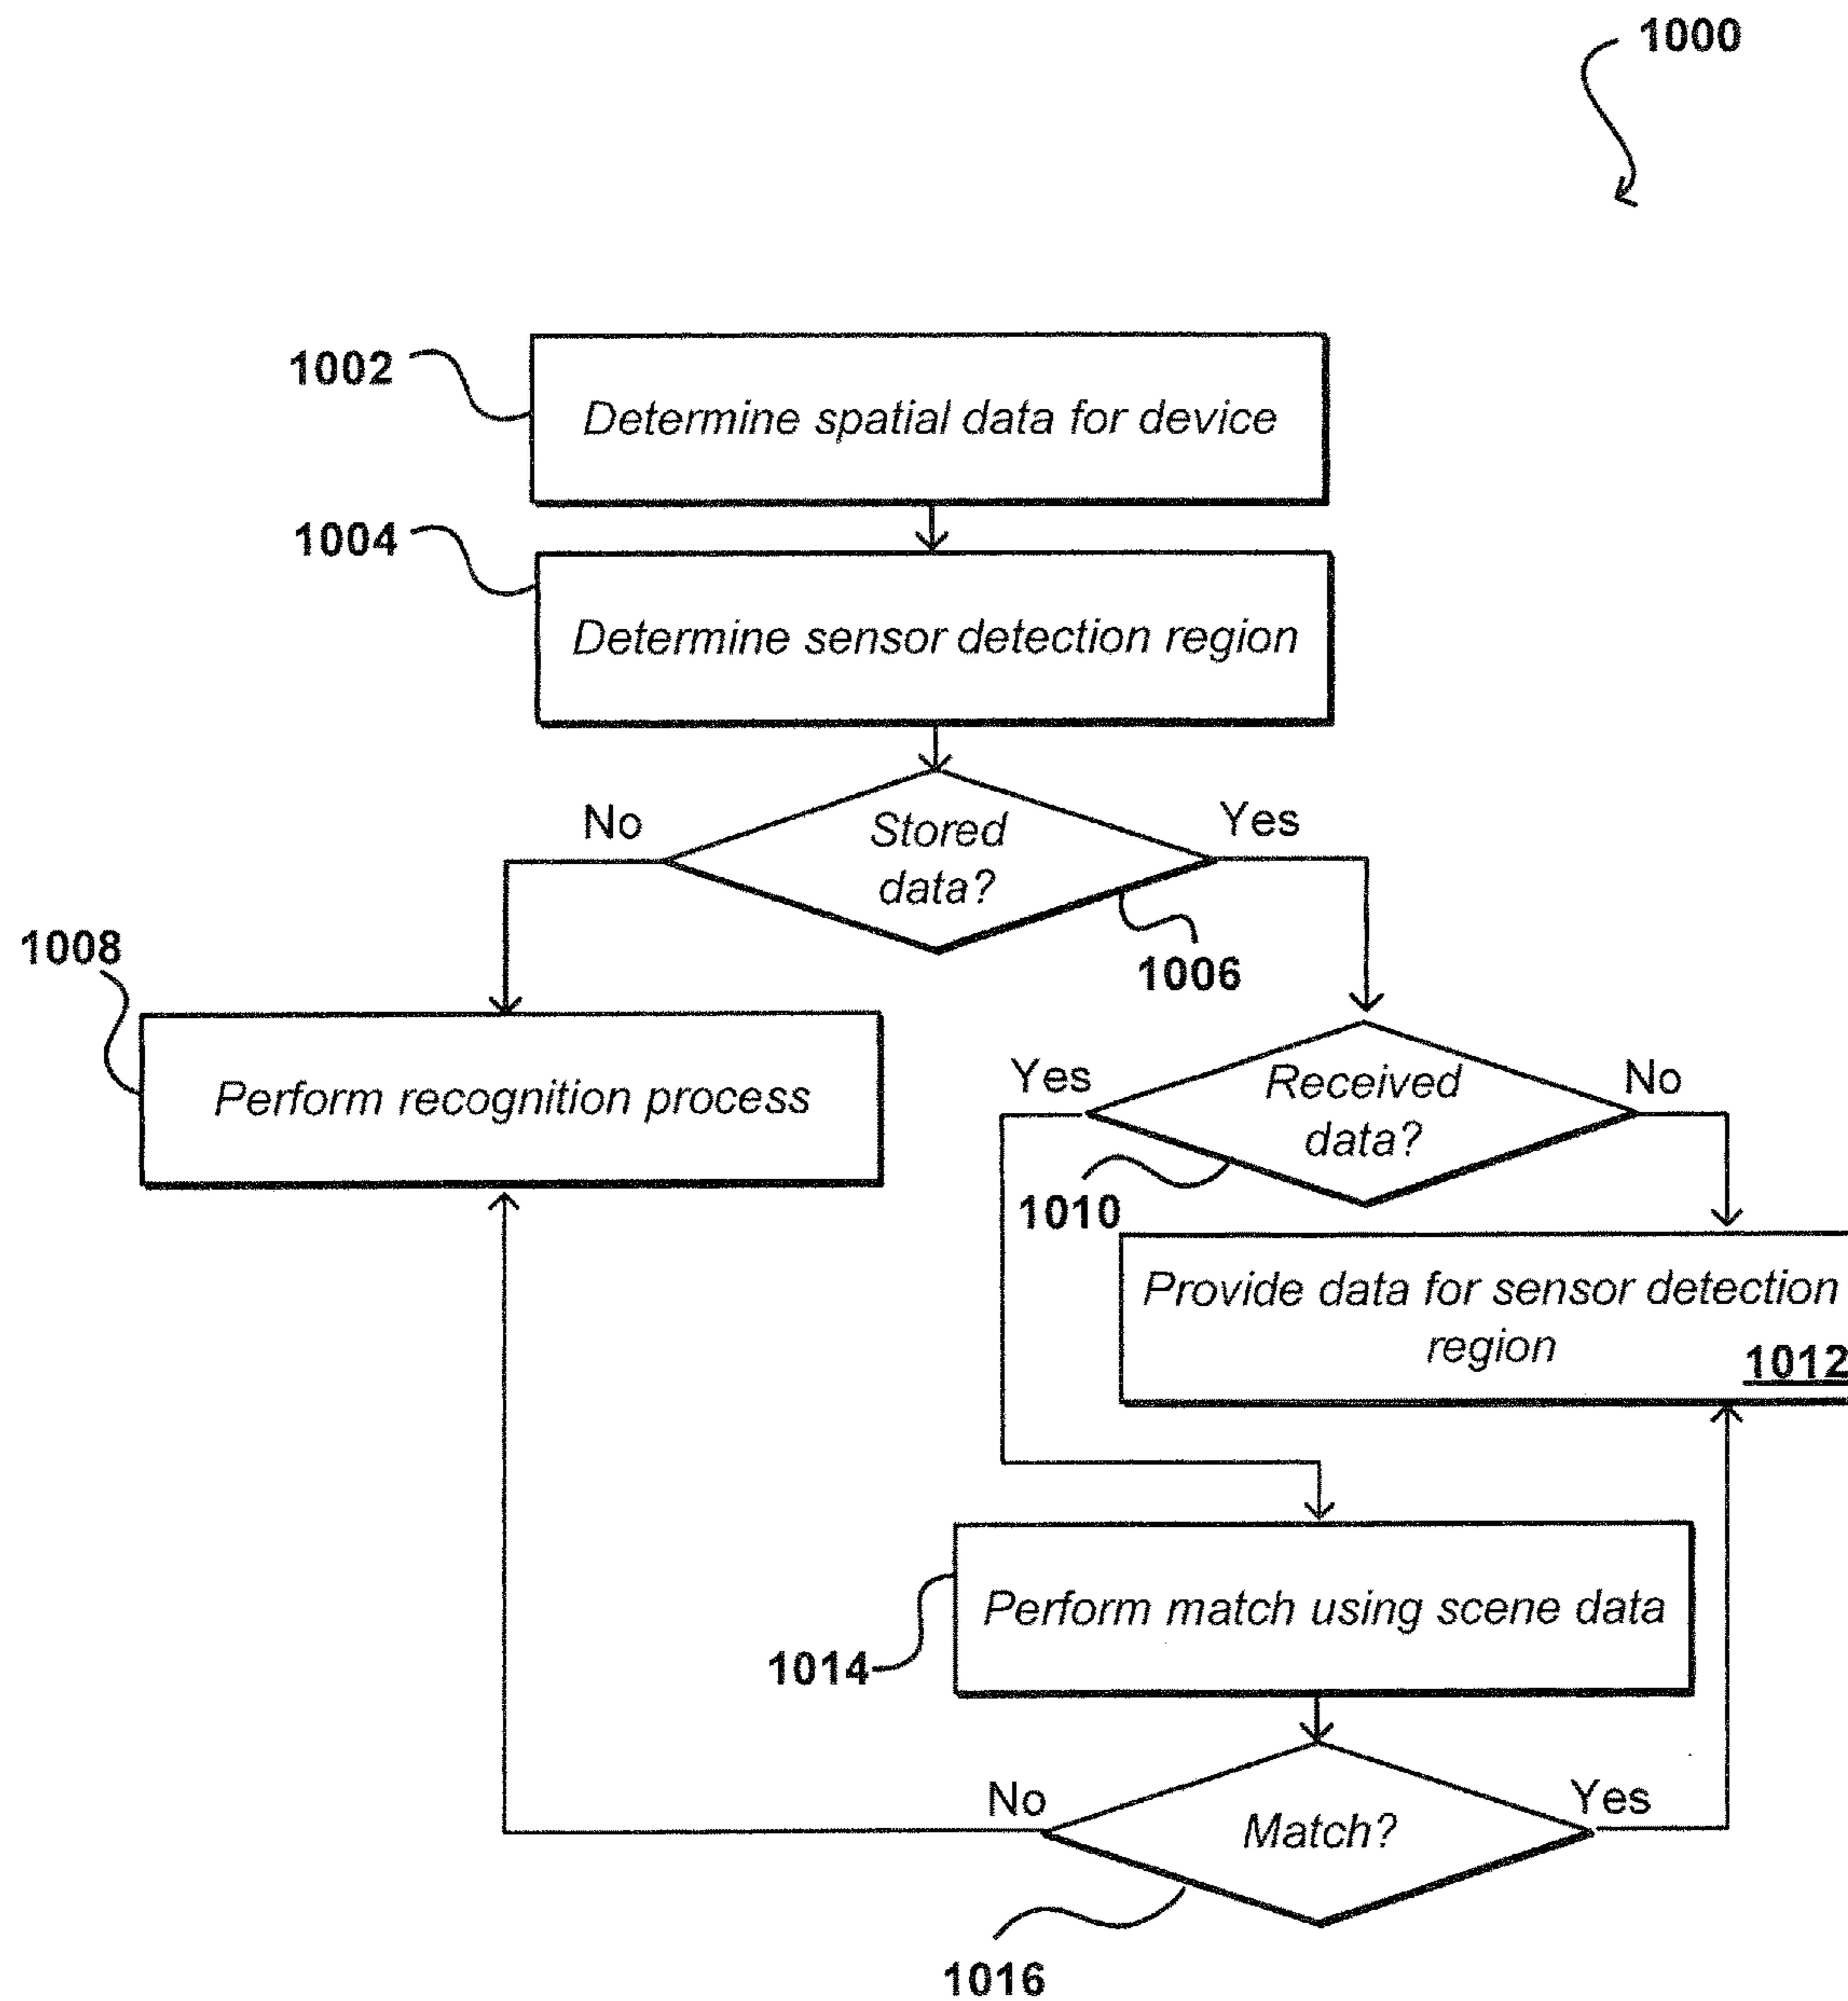 1000
1002
Determine spatial data for device
1004
Determine sensor detection region
No
Stored
data?
Yes
1006
1008
Perform recognition process
Yes
Received
data?
No
1010
Provide data for sensor detection
region
1012
Perform match using scene data
1014
No
Match?
Yes
1016